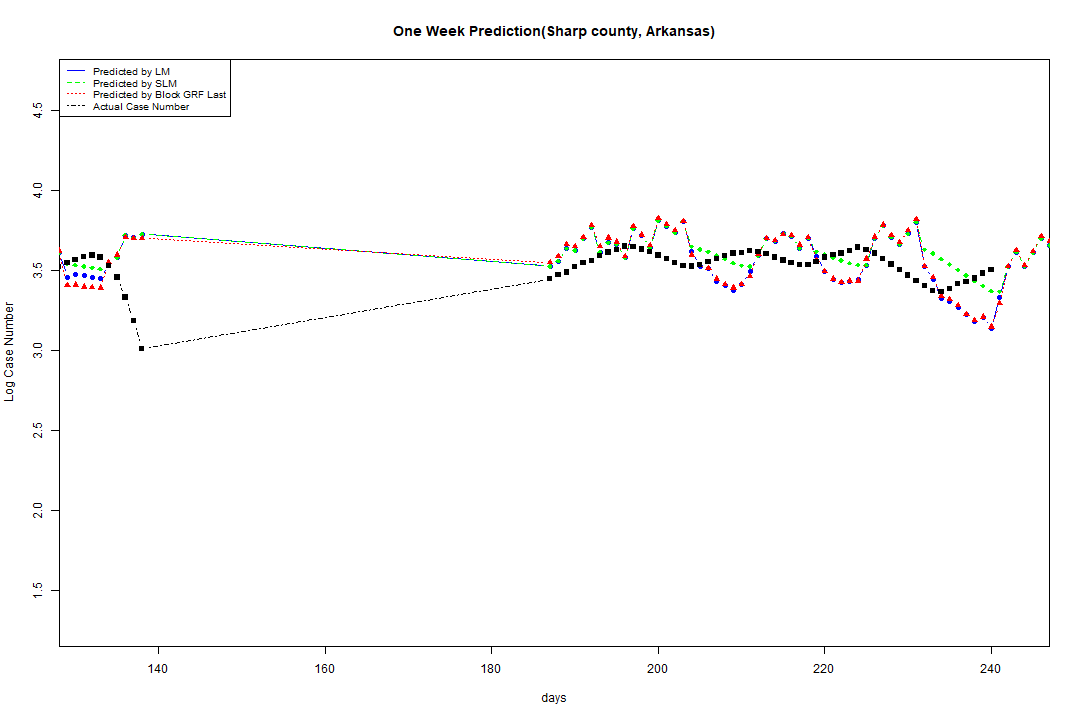 One Week Prediction(Sharp county, Arkansas)
Predicted by LM
Predicted by SLM
Predicted by Block GRF Last
Actual Case Number
4.5
4.0
3.5
3.0
2.5
2.0
1.5
Log Case Number
140 160 180 200 220 240
days